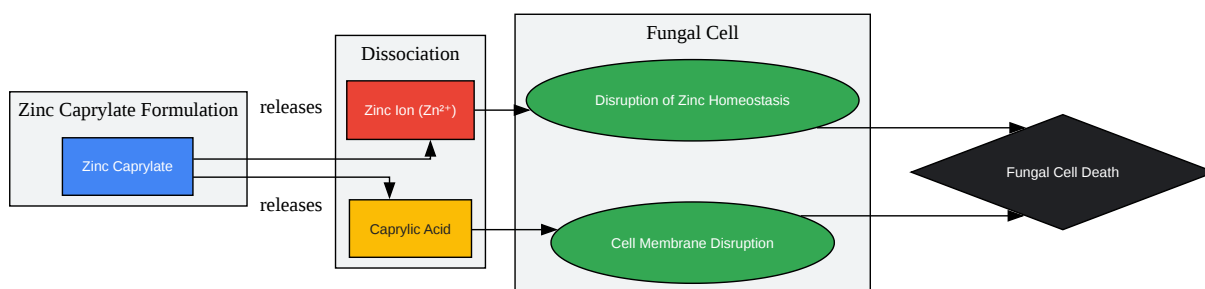 Zinc Caprylate Formulation
Zinc Caprylate
releases
releases
Dissociation
Zinc Ion (Zn²⁺)
Caprylic Acid
Fungal Cell
Disruption of Zinc Homeostasis
Cell Membrane Disruption
Fungal Cell Death